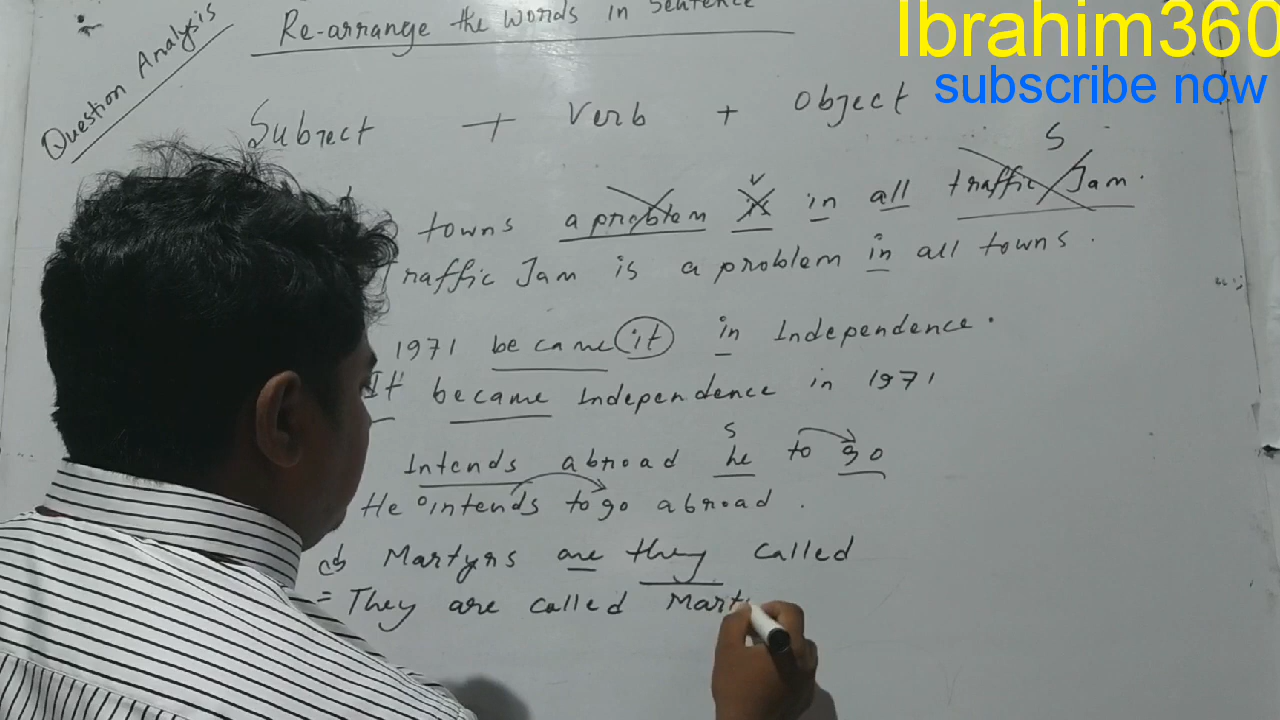 Re-arrange the words in Sentence
Ibrahim360
subscribe now
Question Analysis
Subject + Verb + Object
S
v
towns a problem is in all traffic Jam.
Traffic Jam is a problem in all towns.
1971 became it in Independence.
It became Independence in 1971
S
Intends abroad he to go
He intends to go abroad.
Martyrs are they called
= They are called Mart